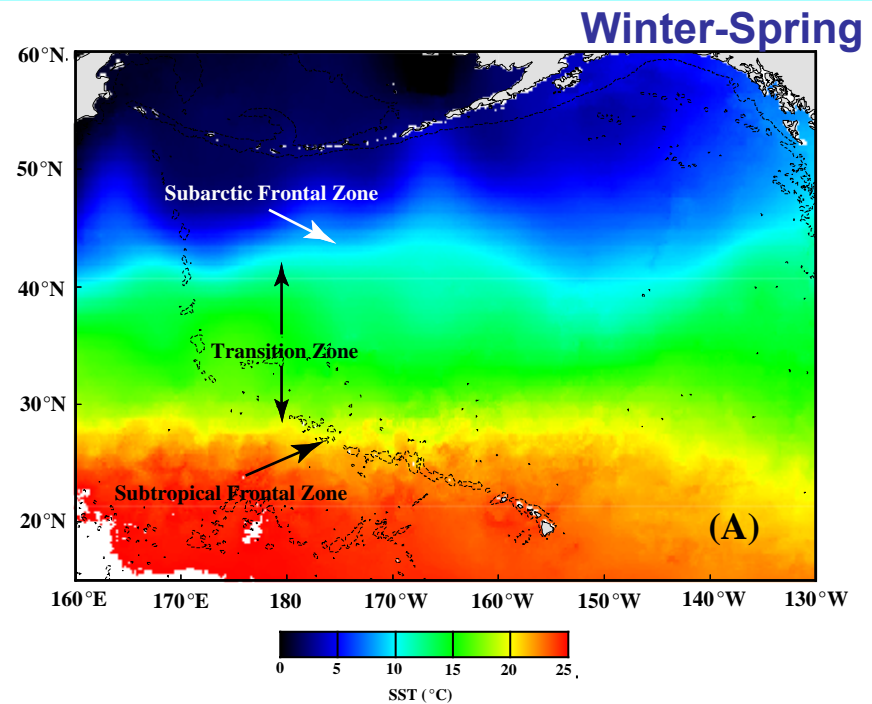 Winter-Spring
60°N
50°N
Subarctic Frontal Zone
40°N
Transition Zone
30°N
Subtropical Frontal Zone
20°N
(A)
160°E 170°E 180 170°W 160°W 150°W 140°W 130°W
0 5 10 15 20 25
SST (°C)